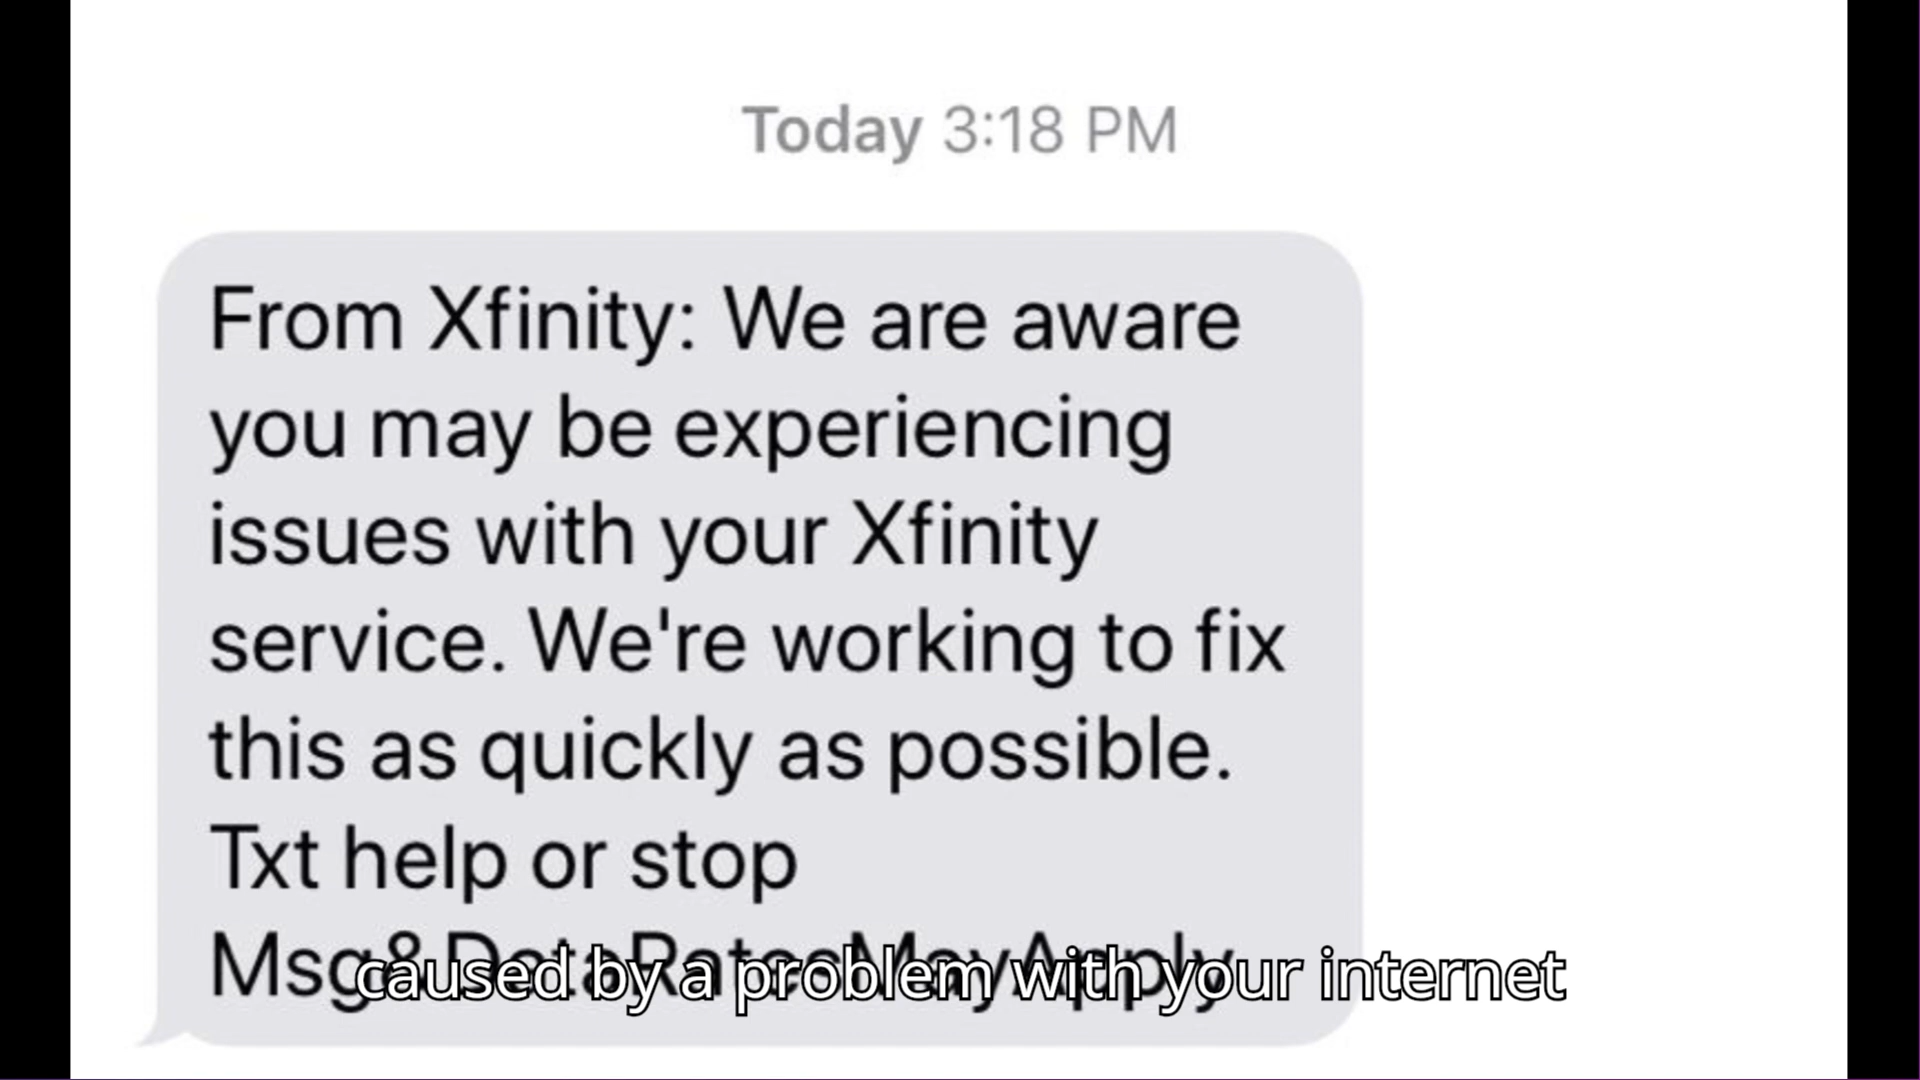 Today 3:18 PM
From Xfinity: We are aware
you may be experiencing
issues with your Xfinity
service. We're working to fix
this as quickly as possible.
Txt help or stop
Msg&DataRatesMayApply
caused by a problem with your internet